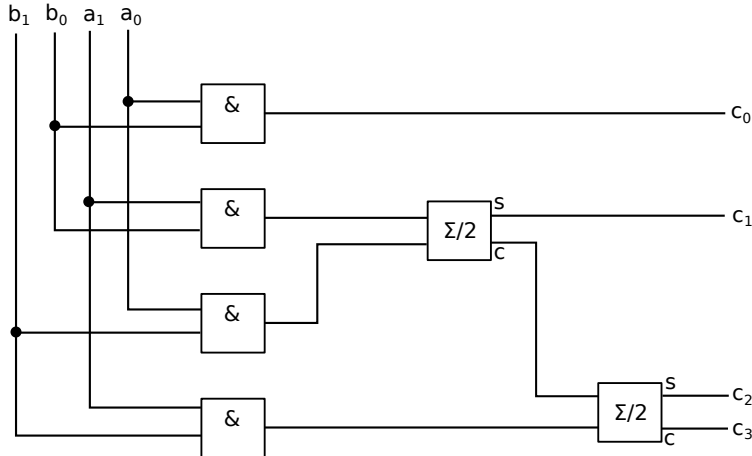 b₁ b₀ a₁ a₀
& c₀
& Σ/2 s c₁
c
&
& Σ/2 s c₂
c c₃